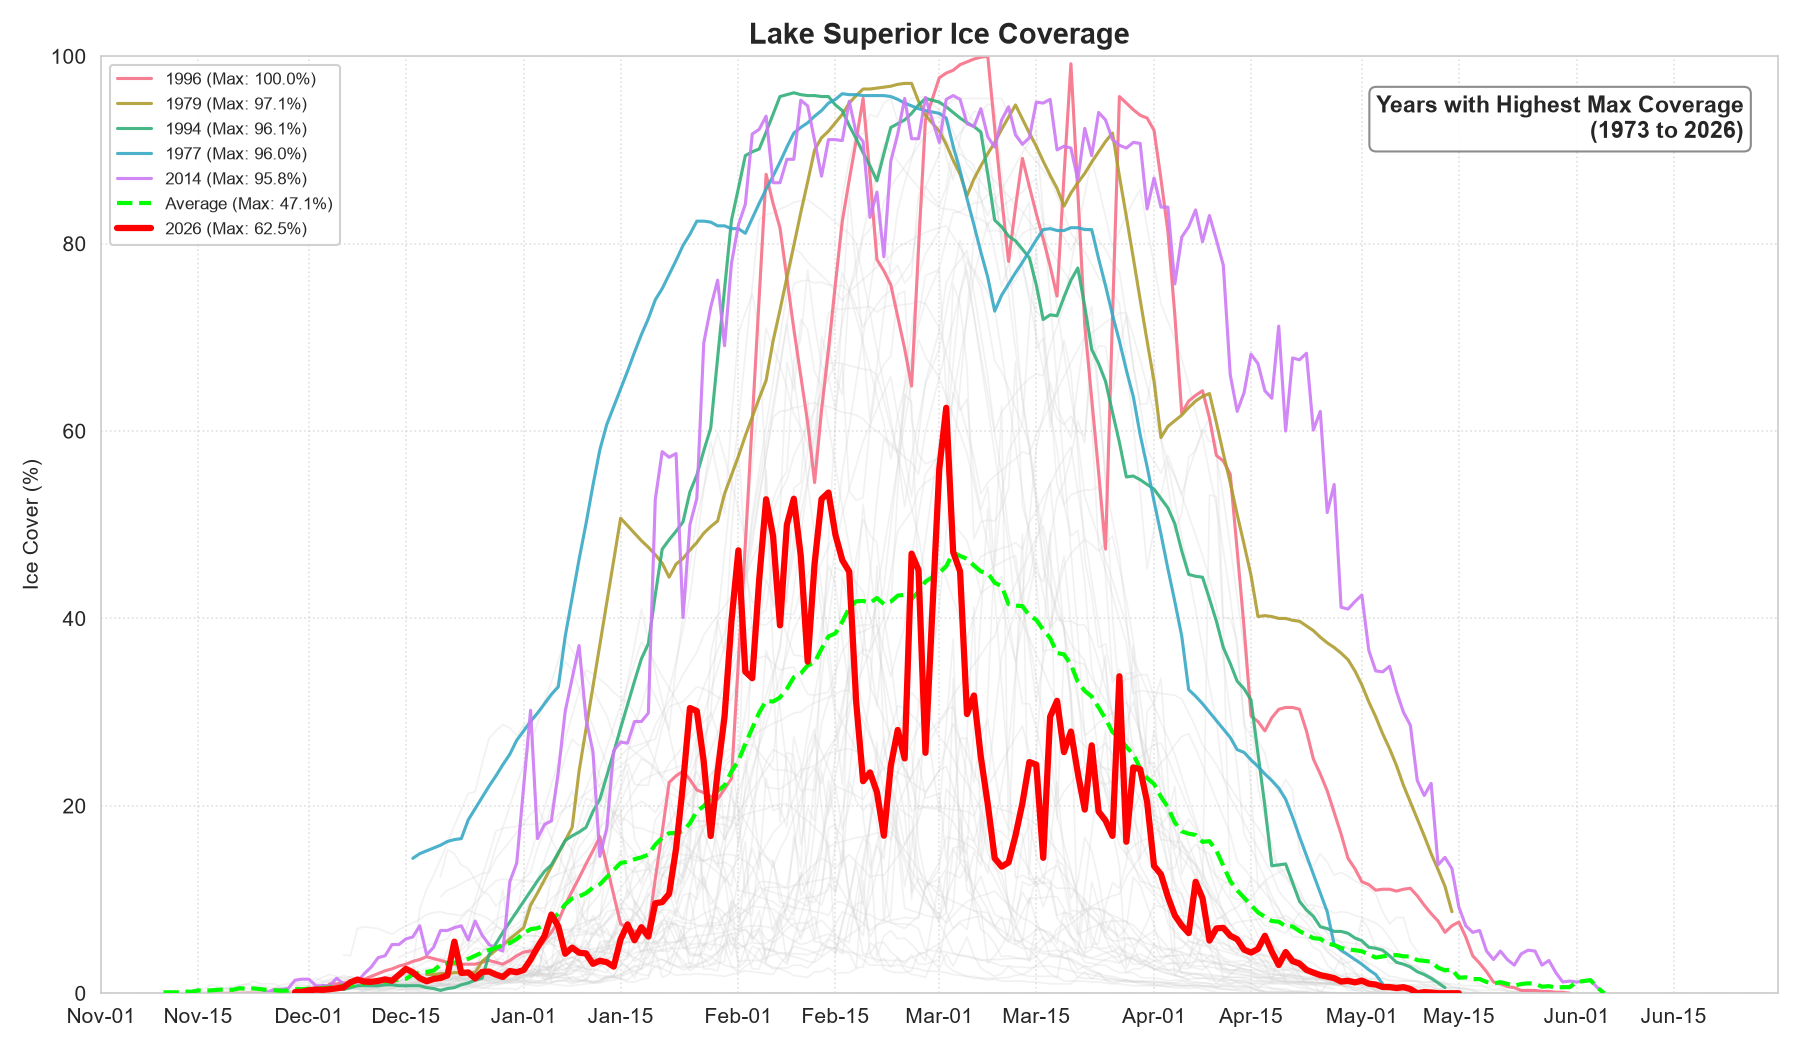 Lake Superior Ice Coverage
100
80
60
40
20
0
Ice Cover (%)
1996 (Max: 100.0%)
1979 (Max: 97.1%)
1994 (Max: 96.1%)
1977 (Max: 96.0%)
2014 (Max: 95.8%)
Average (Max: 47.1%)
2026 (Max: 62.5%)
Years with Highest Max Coverage
(1973 to 2026)
Nov-01 Nov-15 Dec-01 Dec-15 Jan-01 Jan-15 Feb-01 Feb-15 Mar-01 Mar-15 Apr-01 Apr-15 May-01 May-15 Jun-01 Jun-15